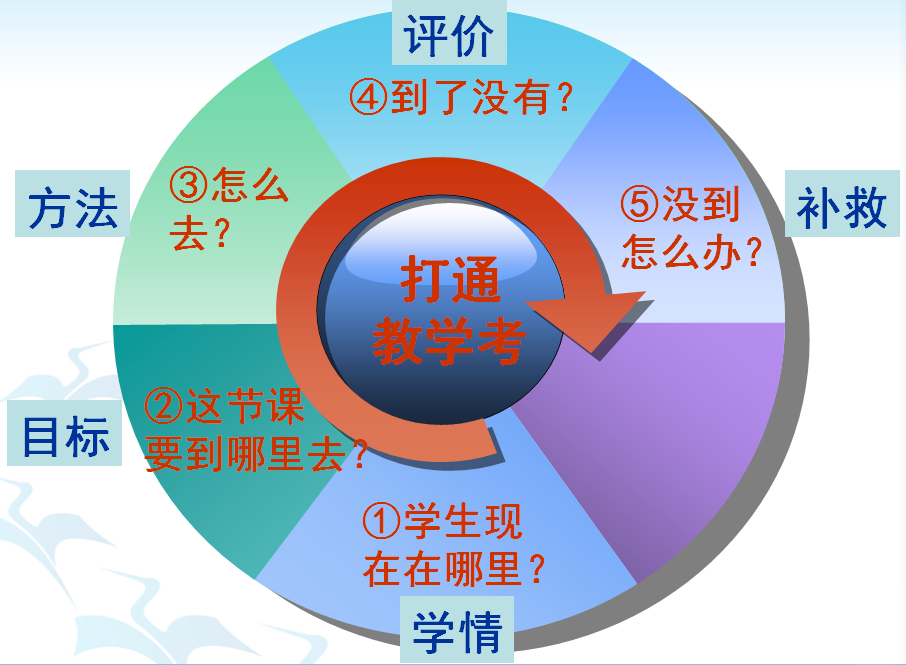 评价
④到了没有？
③怎么
去？
方法
⑤没到
怎么办？
补救
打通
教学考
②这节课
要到哪里去？
目标
①学生现
在在哪里？
学情